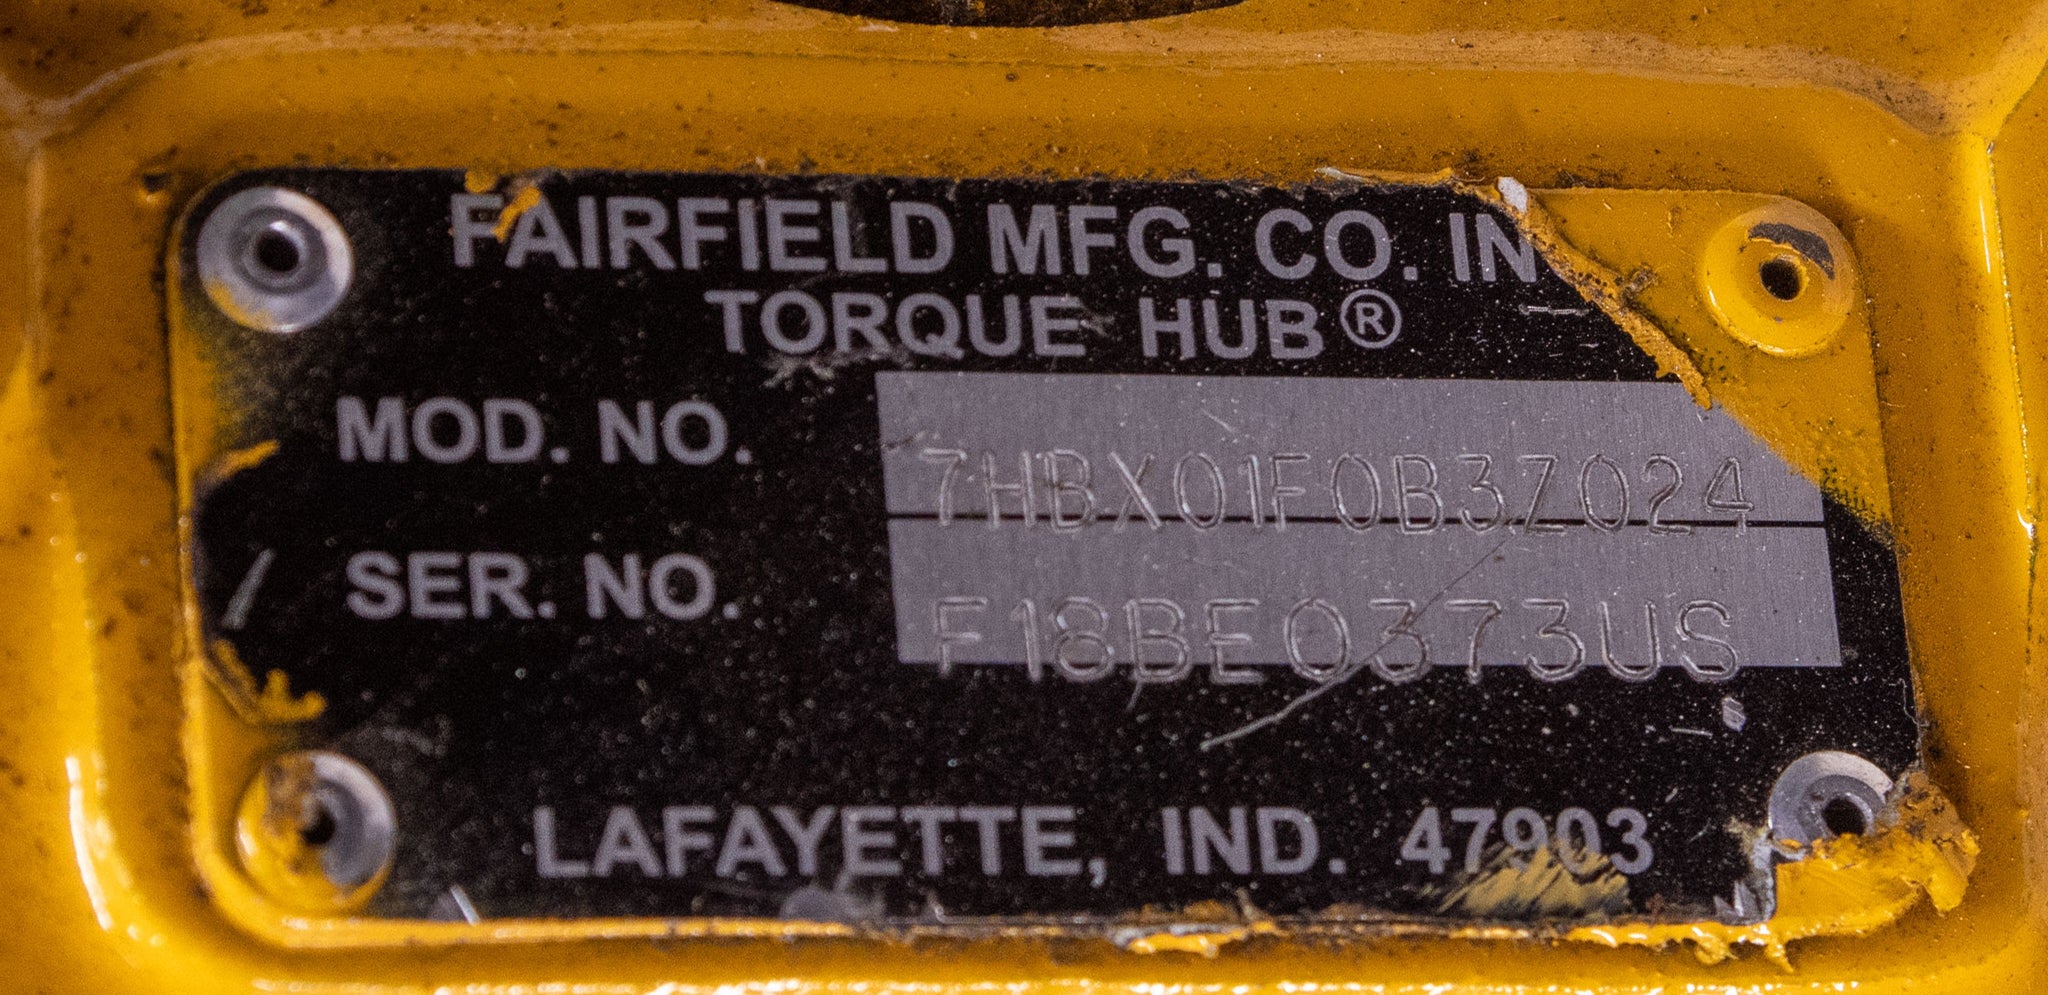 FAIRFIELD MFG. CO. IN
TORQUE HUB®
MOD. NO. 7HBX01F0B3Z024
SER. NO. F18BE0373US
LAFAYETTE, IND. 47903